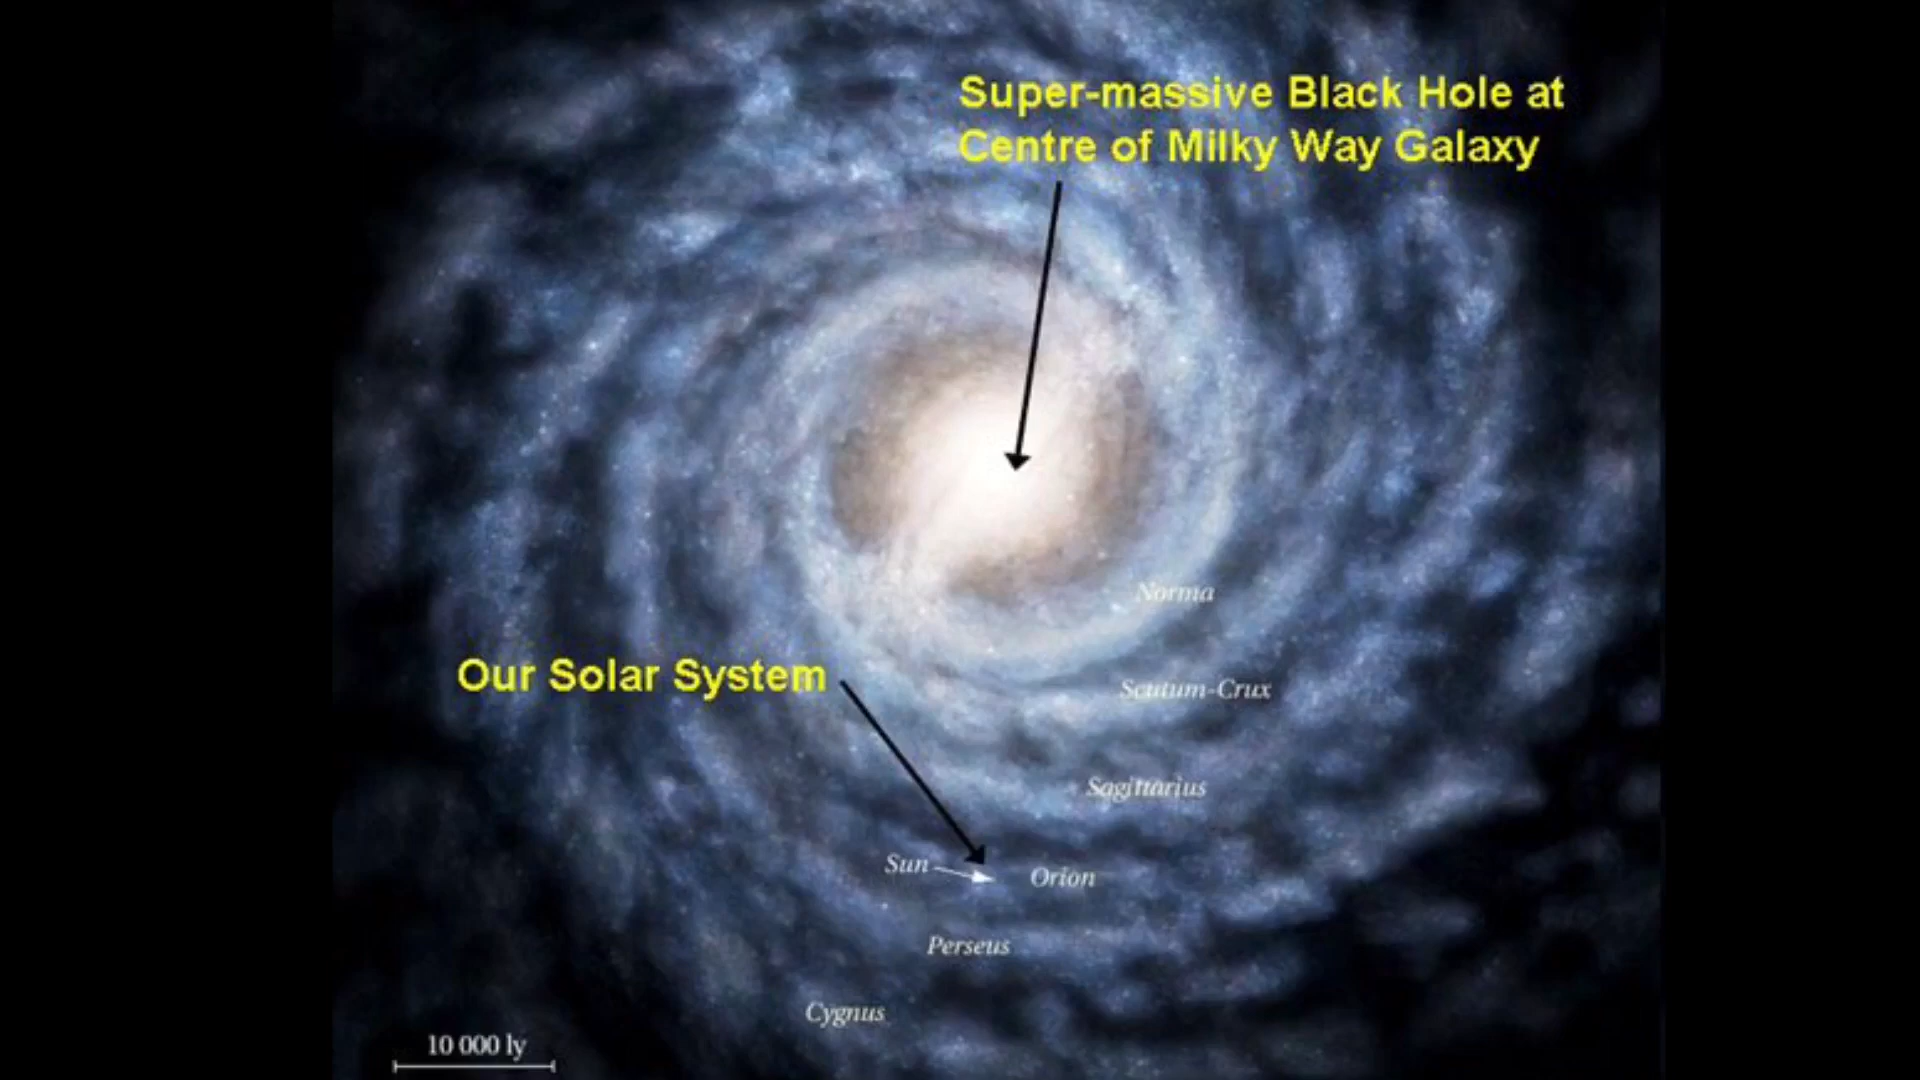 Super-massive Black Hole at
Centre of Milky Way Galaxy
Norma
Our Solar System
Scutum-Crux
Sagittarius
Sun
Orion
Perseus
Cygnus
10 000 ly